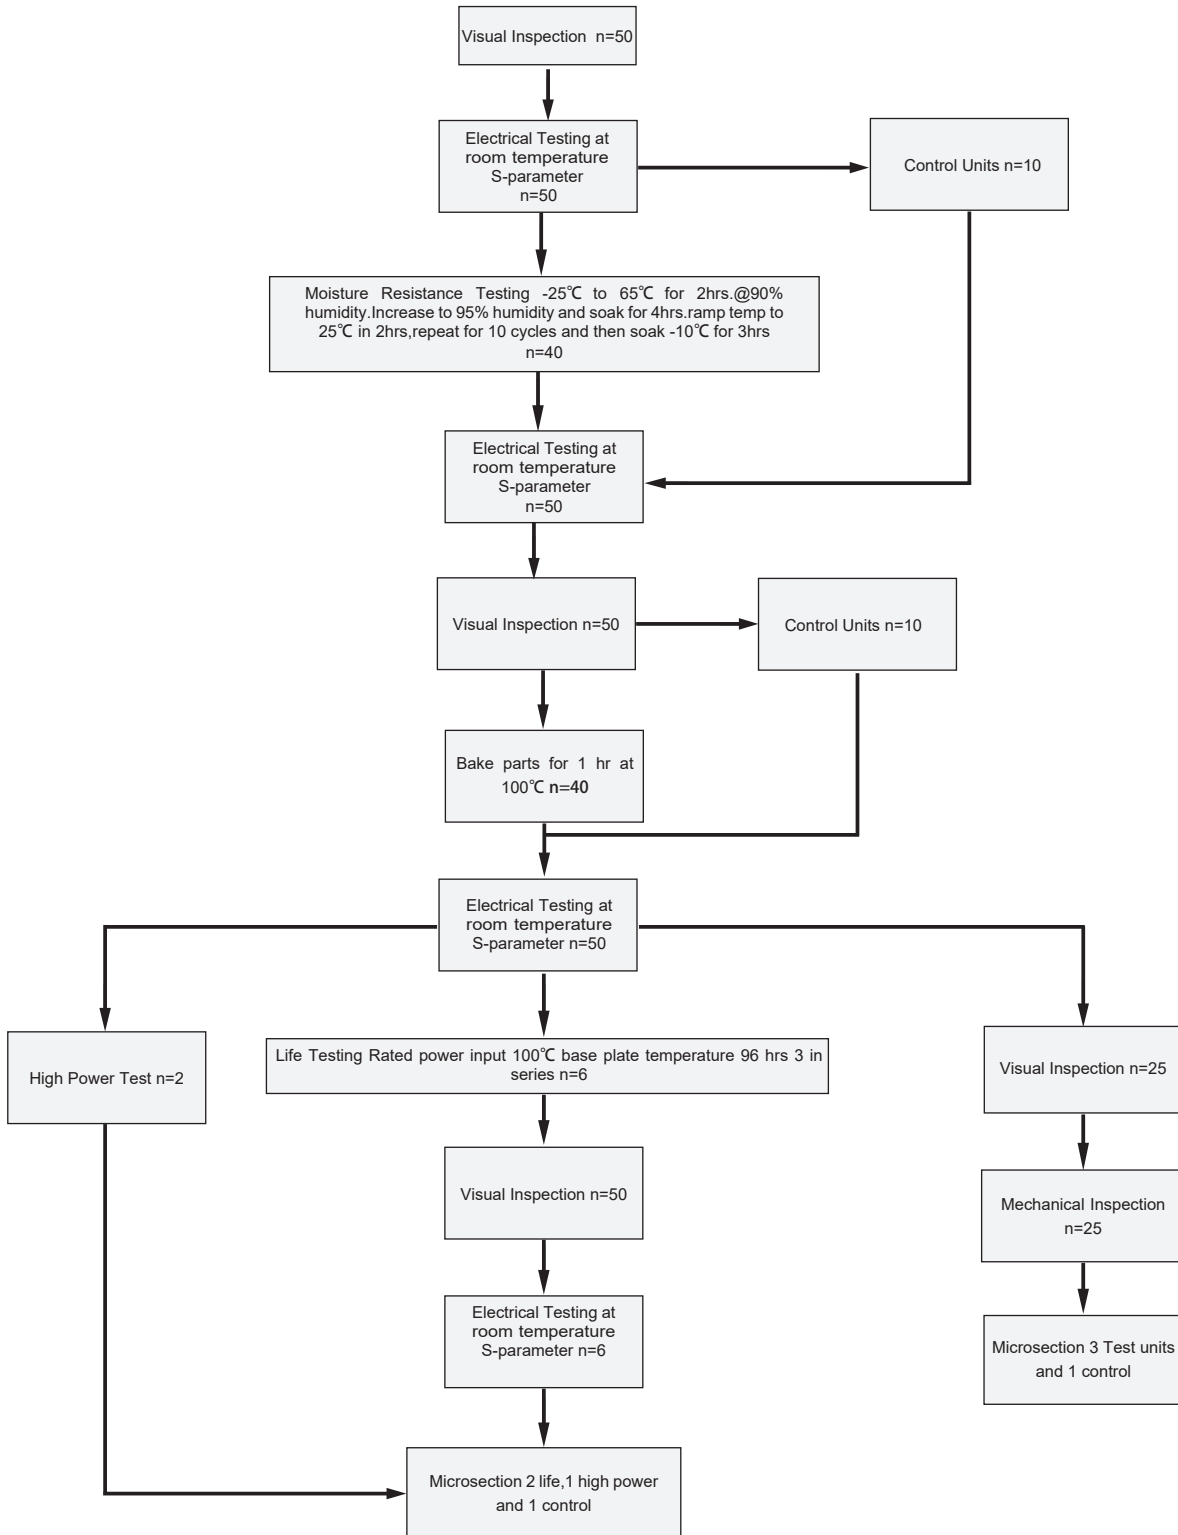 Visual Inspection n=50
Electrical Testing at
room temperature
S-parameter
n=50
Control Units n=10
Moisture Resistance Testing -25℃ to 65℃ for 2hrs.@90%
humidity.Increase to 95% humidity and soak for 4hrs.ramp temp to
25℃ in 2hrs,repeat for 10 cycles and then soak -10℃ for 3hrs
n=40
Electrical Testing at
room temperature
S-parameter
n=50
Visual Inspection n=50
Control Units n=10
Bake parts for 1 hr at
100℃ n=40
Electrical Testing at
room temperature
S-parameter n=50
High Power Test n=2
Life Testing Rated power input 100℃ base plate temperature 96 hrs 3 in
series n=6
Visual Inspection n=25
Visual Inspection n=50
Mechanical Inspection
n=25
Electrical Testing at
room temperature
S-parameter n=6
Microsection 3 Test units
and 1 control
Microsection 2 life,1 high power
and 1 control